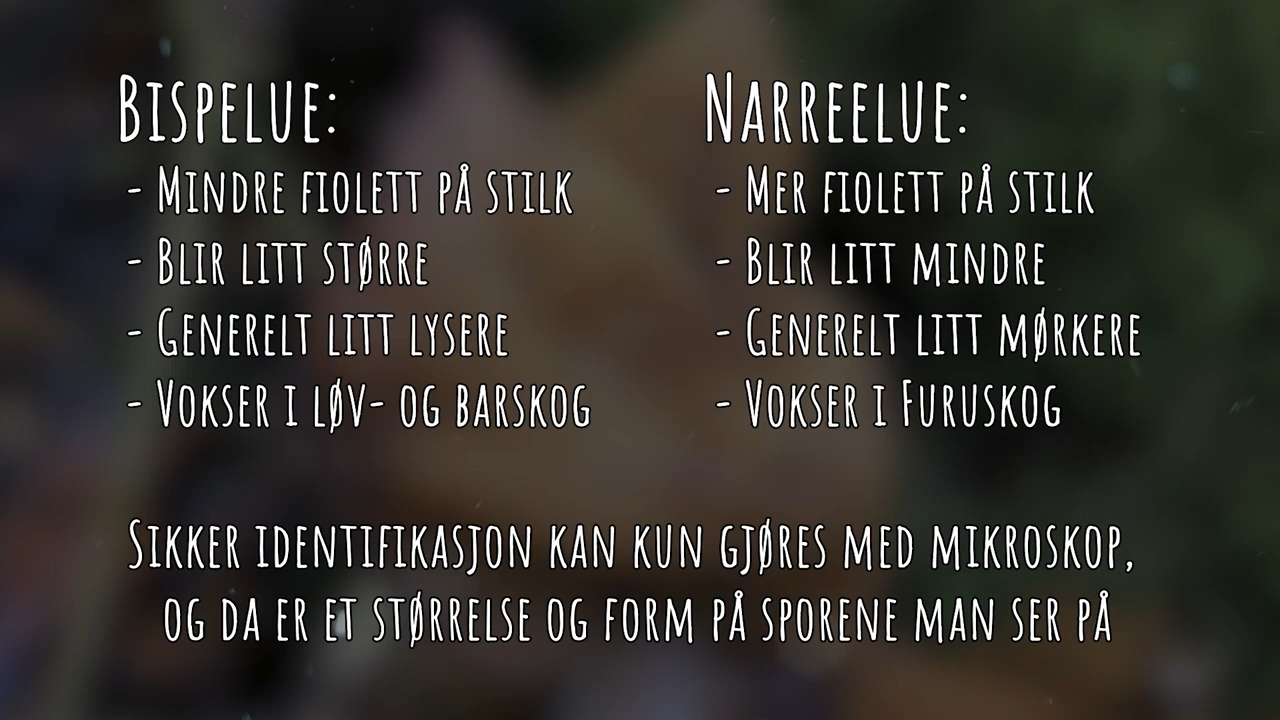 Bispelue:
- Mindre fiolett på stilk
- Blir litt større
- Generelt litt lysere
- Vokser i løv- og barskog
Narreelue:
- Mer fiolett på stilk
- Blir litt mindre
- Generelt litt mørkere
- Vokser i Furuskog
Sikker identifikasjon kan kun gjøres med mikroskop,
og da er et størrelse og form på sporene man ser på